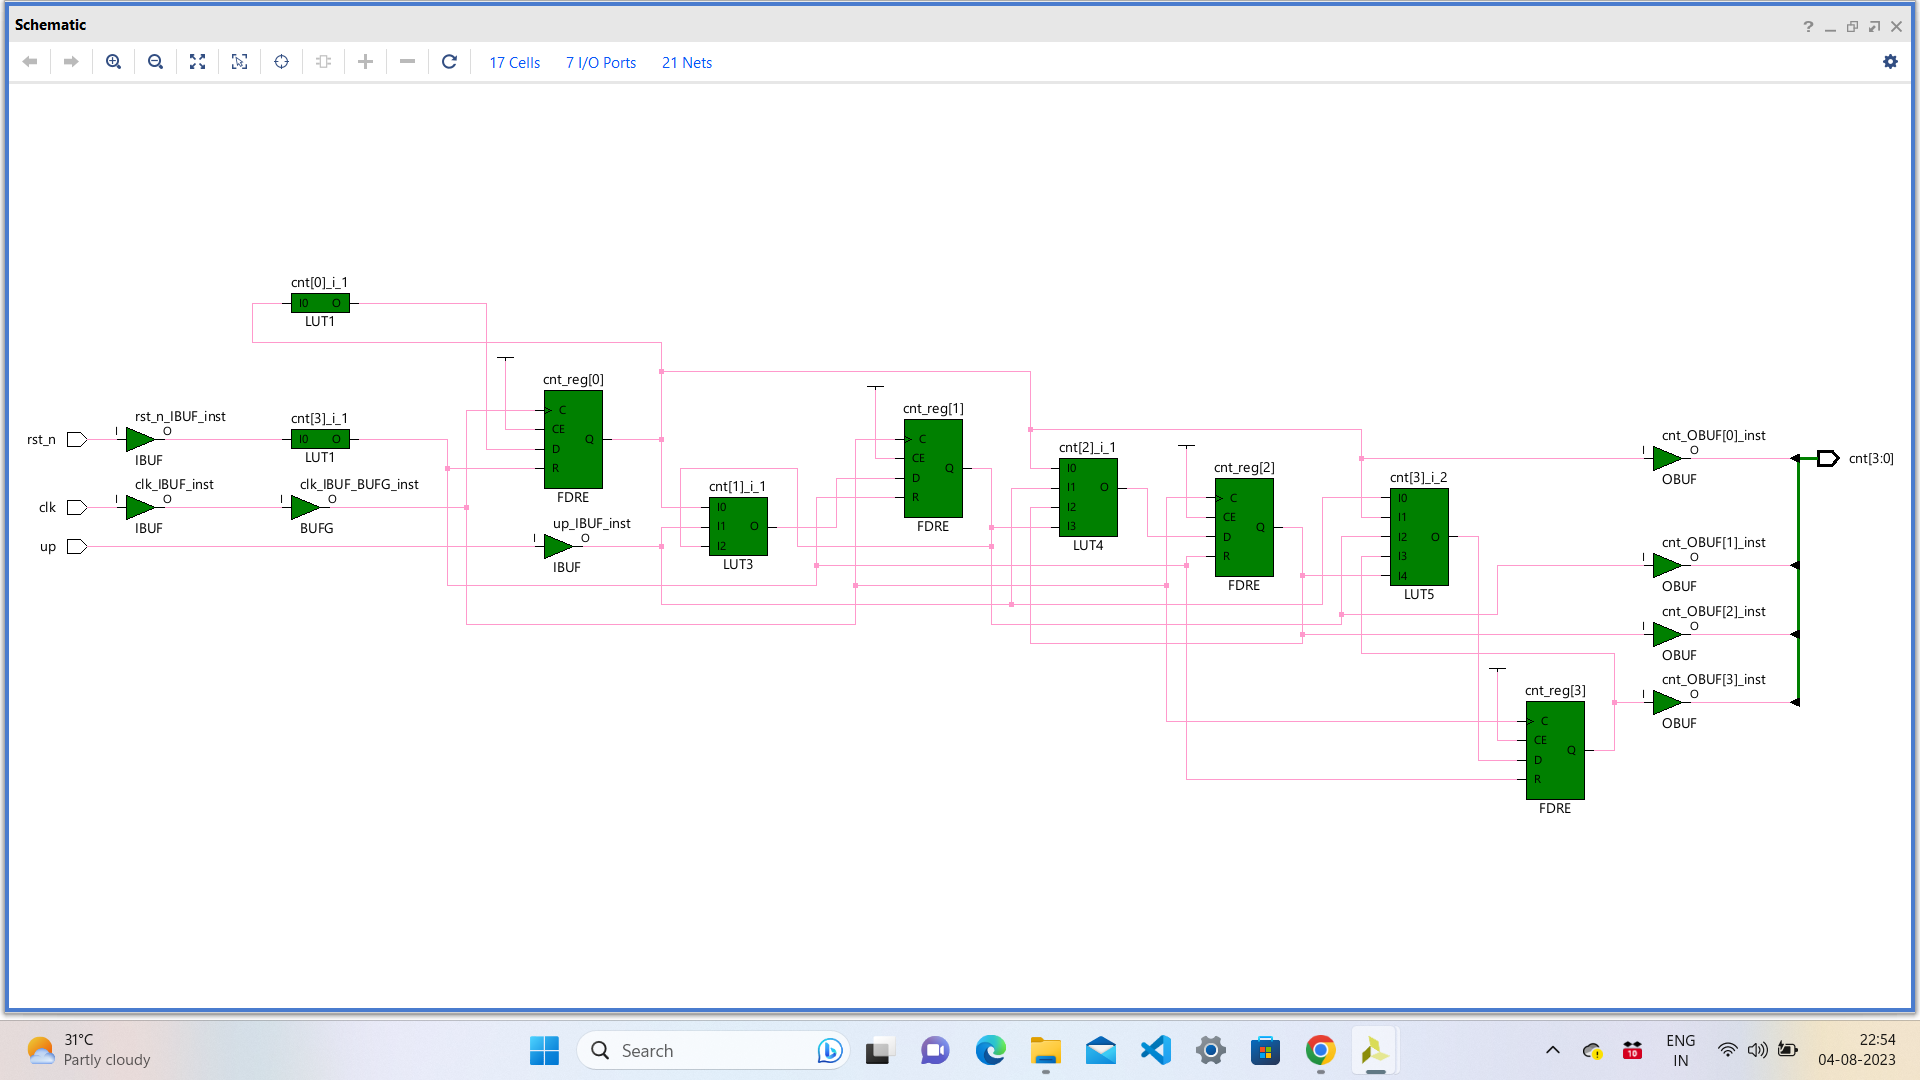 Schematic
17 Cells 7 I/O Ports 21 Nets
cnt[0]_i_1
I0 O
LUT1
rst_n
I O
rst_n_IBUF_inst
IBUF
cnt[3]_i_1
I0 O
LUT1
clk
I O
clk_IBUF_inst
IBUF
I O
clk_IBUF_BUFG_inst
BUFG
up
I O
up_IBUF_inst
IBUF
cnt_reg[0]
C
CE
D
R
Q
FDRE
cnt[1]_i_1
I0
I1
I2
O
LUT3
cnt_reg[1]
C
CE
D
R
Q
FDRE
cnt[2]_i_1
I0
I1
I2
I3
O
LUT4
cnt_reg[2]
C
CE
D
R
Q
FDRE
cnt[3]_i_2
I0
I1
I2
I3
I4
O
LUT5
cnt_reg[3]
C
CE
D
R
Q
FDRE
cnt_OBUF[0]_inst
I O
OBUF
cnt_OBUF[1]_inst
I O
OBUF
cnt_OBUF[2]_inst
I O
OBUF
cnt_OBUF[3]_inst
I O
OBUF
cnt[3:0]
31°C
Partly cloudy
Search
10
ENG
IN
22:54
04-08-2023